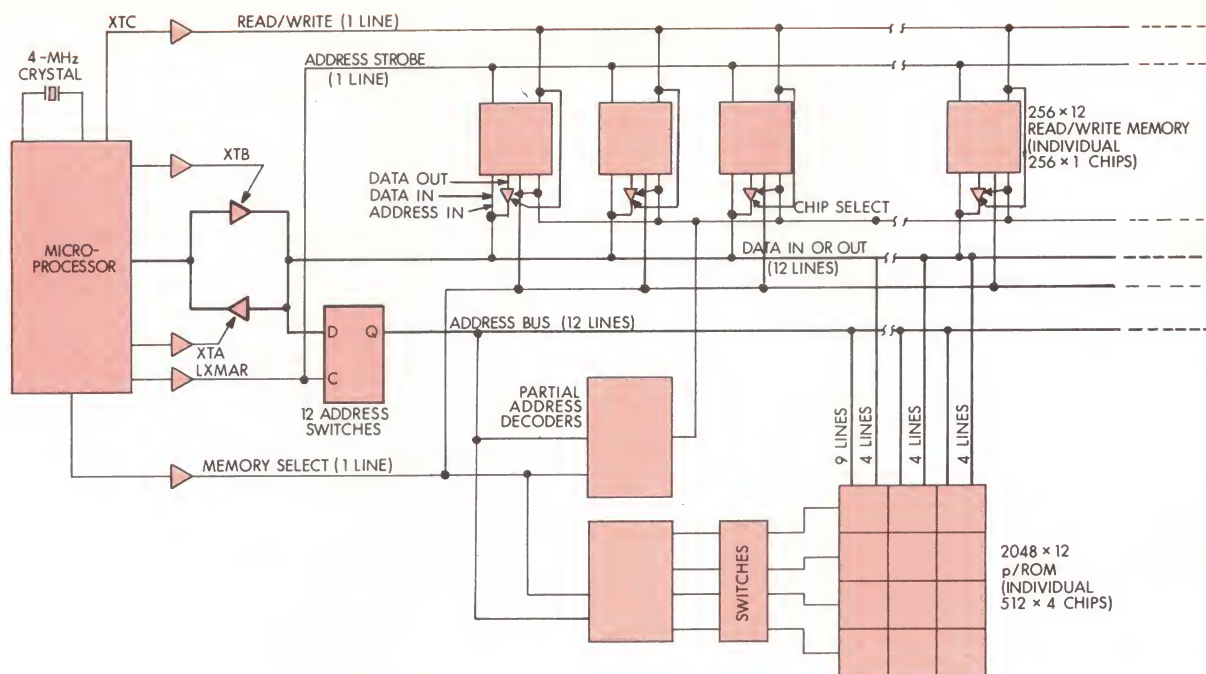 XTC
READ/WRITE (1 LINE)
4-MHz
CRYSTAL
ADDRESS STROBE
(1 LINE)
XTB
MICRO-
PROCESSOR
XTA
LXMAR
DATA OUT
DATA IN
ADDRESS IN
256 × 12
READ/WRITE MEMORY
(INDIVIDUAL
256 × 1 CHIPS)
CHIP SELECT
DATA IN OR OUT
(12 LINES)
D Q
C
12 ADDRESS
SWITCHES
ADDRESS BUS (12 LINES)
PARTIAL
ADDRESS
DECODERS
MEMORY SELECT (1 LINE)
9 LINES
4 LINES
4 LINES
4 LINES
SWITCHES
2048 × 12
p/ROM
(INDIVIDUAL
512 × 4 CHIPS)